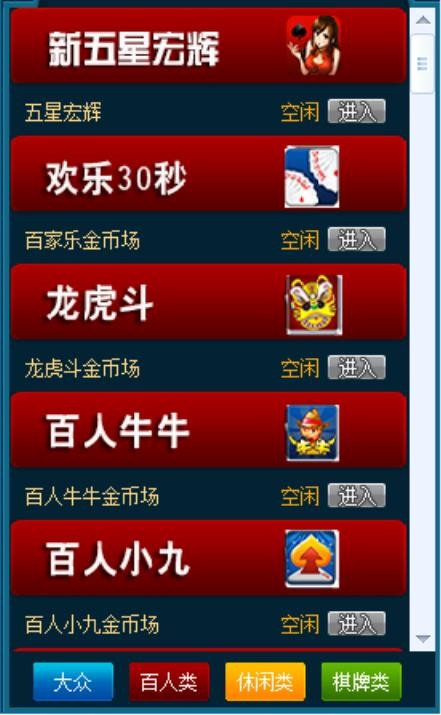 新五星宏辉
五星宏辉 空闲 进入
欢乐30秒
百家乐金币场 空闲 进入
龙虎斗
龙虎斗金币场 空闲 进入
百人牛牛
百人牛牛金币场 空闲 进入
百人小九
百人小九金币场 空闲 进入
大众 百人类 休闲类 棋牌类